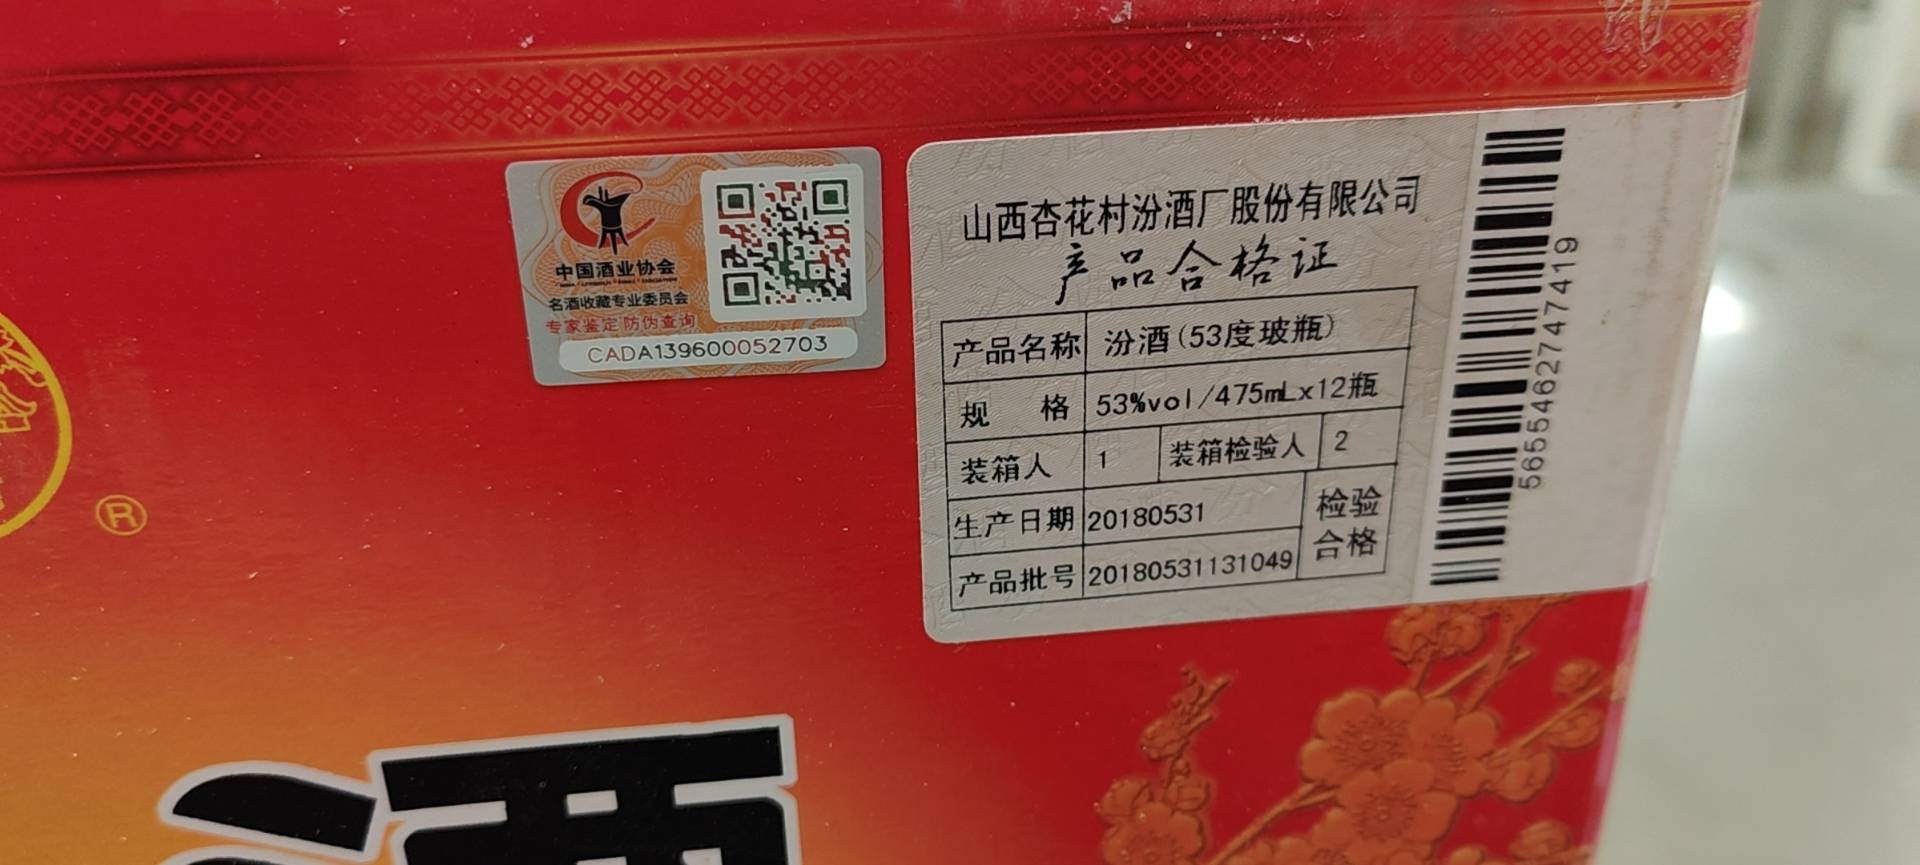 ®
中国酒业协会
名酒收藏专业委员会
专家鉴定 防伪查询
CADA139600052703
山西杏花村汾酒厂股份有限公司
产品合格证
产品名称 汾酒(53度玻瓶)
规 格 53%vol/475mLx12瓶
装箱人 1 装箱检验人 2
生产日期 20180531 检验
产品批号 20180531131049 合格
56554627474​19
酒